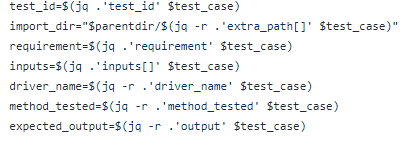 test_id=$(jq .'test_id' $test_case)
import_dir="$parentdir/$(jq -r .'extra_path[]' $test_case)"
requirement=$(jq .'requirement' $test_case)
inputs=$(jq .'inputs[]' $test_case)
driver_name=$(jq -r .'driver_name' $test_case)
method_tested=$(jq -r .'method_tested' $test_case)
expected_output=$(jq -r .'output' $test_case)